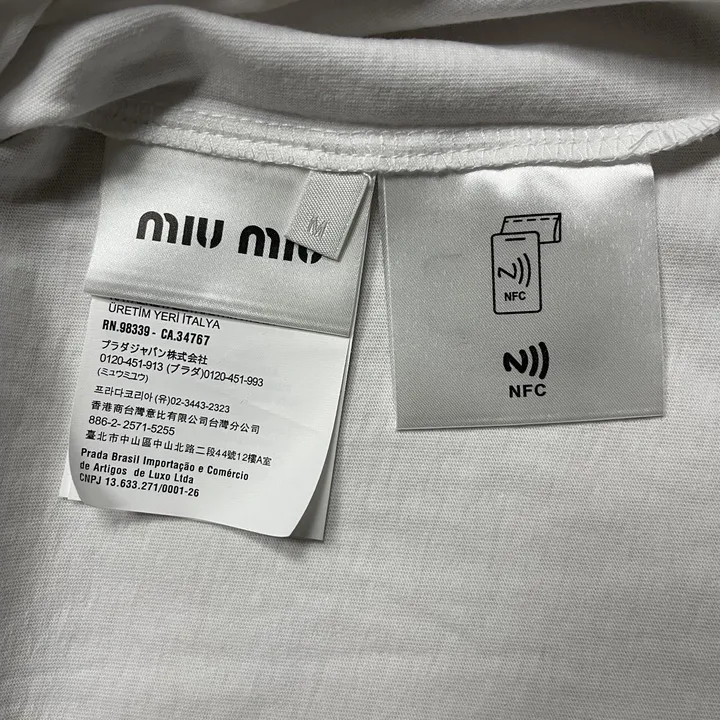 MIU MIU
M
ÜRETİM YERİ İTALYA
RN.98339 - CA.34767
プラダジャパン株式会社
0120-451-913 (プラダ)0120-451-993
(ミュウミュウ)
프라다코리아(유)02-3443-2323
香港商台灣意比有限公司台灣分公司
886-2- 2571-5255
臺北市中山區中山北路二段44號12樓A室
Prada Brasil Importação e Comércio
de Artigos de Luxo Ltda
CNPJ 13.633.271/0001-26
NFC
NFC